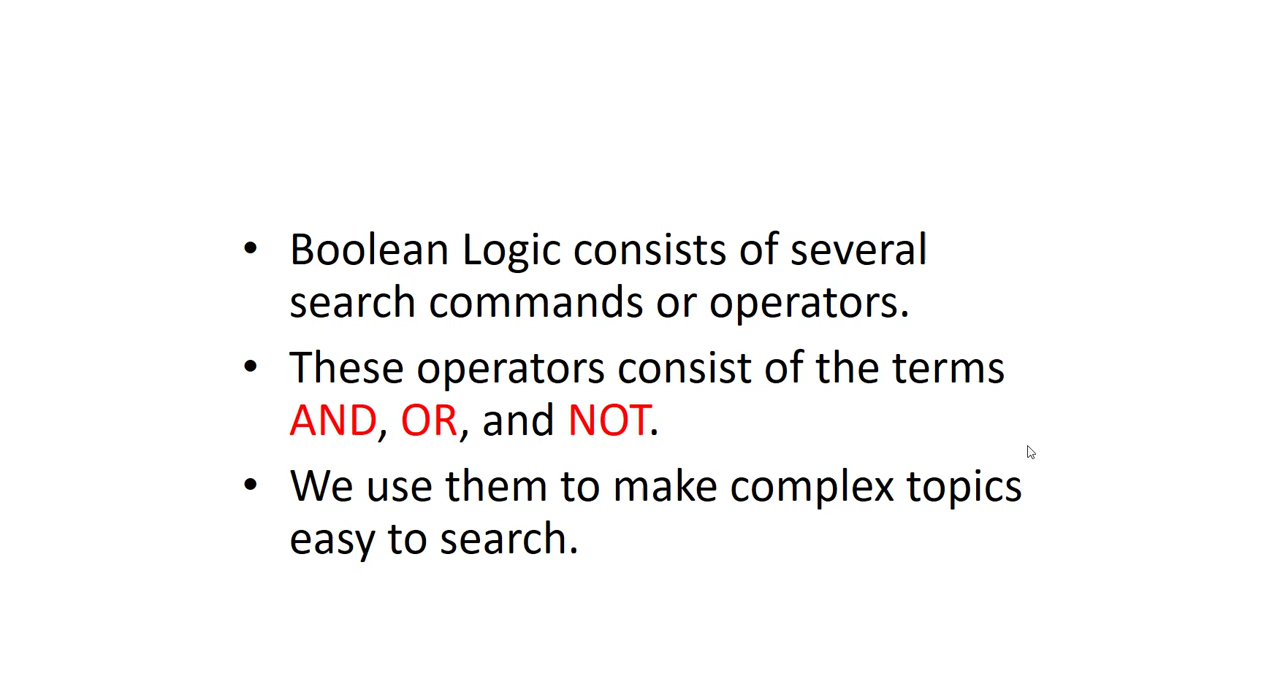 • Boolean Logic consists of several
search commands or operators.
• These operators consist of the terms
AND, OR, and NOT.
• We use them to make complex topics
easy to search.